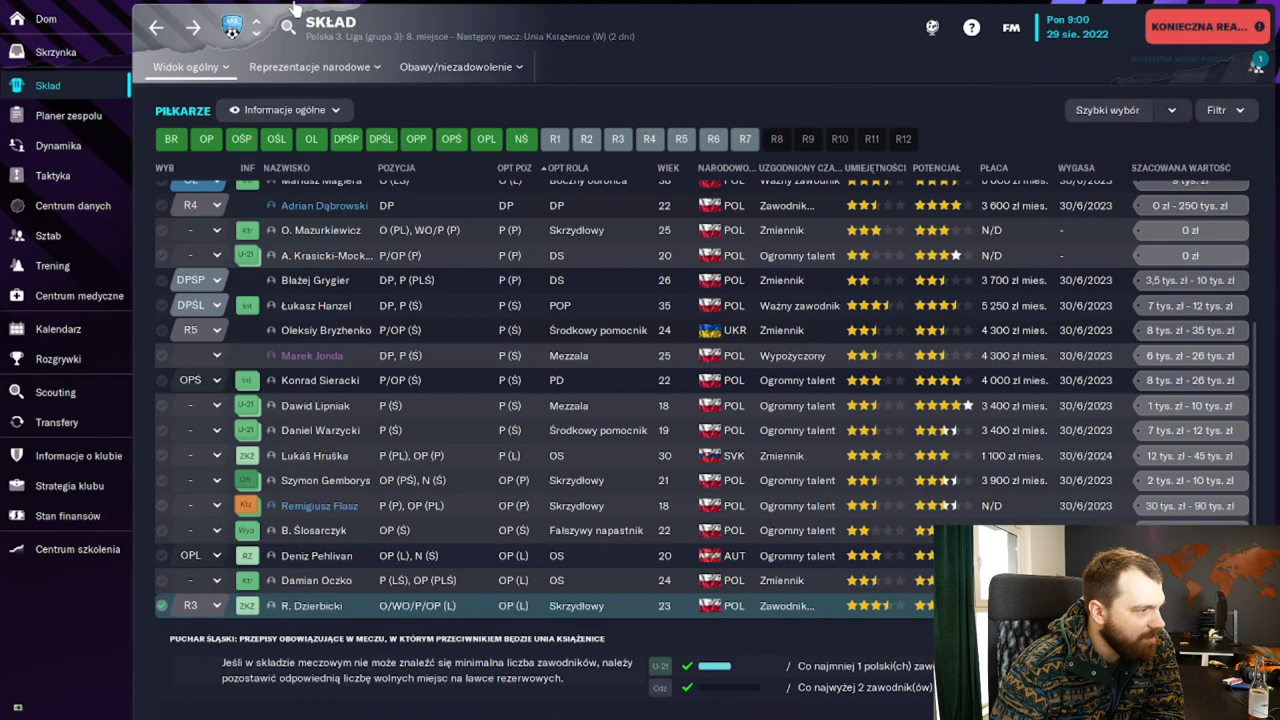 Dom
Skrzynka
Skład
Planer zespołu
Dynamika
Taktyka
Centrum danych
Sztab
Trening
Centrum medyczne
Kalendarz
Rozgrywki
Scouting
Transfery
Informacje o klubie
Strategia klubu
Stan finansów
Centrum szkolenia
SKŁAD
Polska 3. Liga (grupa 3): 8. miejsce - Następny mecz: Unia Książenice (W) (2 dni)
FM
Pon 9:00
29 sie. 2022
KONIECZNA REA...
Widok ogólny Reprezentacje narodowe Obawy/niezadowolenie
DOSTĘPNE NOWE PORADY
1
PIŁKARZE Informacje ogólne Szybki wybór Filtr
BR OP OŚP OŚL OL DPŚP DPŚL OPP OPŚ OPL NŚ R1 R2 R3 R4 R5 R6 R7 R8 R9 R10 R11 R12
WYB INF NAZWISKO POZYCJA OPT POZ OPT ROLA WIEK NARODOWO... UZGODNIONY CZA... UMIEJĘTNOŚCI POTENCJAŁ PŁACA WYGASA SZACOWANA WARTOŚĆ
R4 Adrian Dąbrowski DP DP DP 22 POL Zawodnik... 3 600 zł mies. 30/6/2023 0 zł - 250 tys. zł
- Ktr O. Mazurkiewicz O (PL), WO/P (P) P (P) Skrzydłowy 25 POL Zmiennik N/D - 0 zł
- U-21 A. Krasicki-Mock... P/OP (P) P (P) DS 20 POL Ogromny talent N/D - 0 zł
DPŚP Błażej Grygier DP, P (PLŚ) P (P) DS 26 POL Zmiennik 3 700 zł mies. 30/6/2023 3,5 tys. zł - 10 tys. zł
DPŚL Int Łukasz Hanzel DP, P (Ś) P (Ś) POP 35 POL Ważny zawodnik 5 250 zł mies. 30/6/2023 7 tys. zł - 12 tys. zł
R5 Oleksiy Bryzhenko P/OP (Ś) P (Ś) Środkowy pomocnik 24 UKR Zmiennik 4 300 zł mies. 30/6/2023 8 tys. zł - 35 tys. zł
Marek Jonda DP, P (Ś) P (Ś) Mezzala 25 POL Wypożyczony 4 300 zł mies. 30/6/2023 6 tys. zł - 26 tys. zł
OPŚ Int Konrad Sieracki P/OP (Ś) P (Ś) PD 22 POL Ogromny talent 4 000 zł mies. 30/6/2023 8 tys. zł - 26 tys. zł
- U-21 Dawid Lipniak P (Ś) P (Ś) Mezzala 18 POL Ogromny talent 3 400 zł mies. 30/6/2023 1 tys. zł - 10 tys. zł
- U-21 Daniel Warzycki P (Ś) P (Ś) Środkowy pomocnik 19 POL Ogromny talent 3 400 zł mies. 30/6/2023 7 tys. zł - 12 tys. zł
- ZKZ Lukáš Hruška P (PL), OP (P) P (L) OS 30 SVK Zmiennik 1 100 zł mies. 30/6/2024 12 tys. zł - 45 tys. zł
- Szymon Gemborys OP (PŚ), N (Ś) OP (P) Skrzydłowy 21 POL Ogromny talent 3 900 zł mies. 30/6/2023 2 tys. zł - 10 tys. zł
- Remigiusz Flasz P (P), OP (PL) OP (P) Skrzydłowy 18 POL Ogromny talent N/D 30/6/2023 30 tys. zł - 90 tys. zł
- Wyp B. Ślosarczyk OP (Ś) OP (Ś) Fałszywy napastnik 22 POL Ogromny talent
OPL RZ Deniz Pehlivan OP (L), N (Ś) OP (L) OS 20 AUT Ogromny talent
- Ktr Damian Oczko P (LŚ), OP (PLŚ) OP (L) OS 24 POL Zmiennik
R3 ZKZ R. Dzierbicki O/WO/P/OP (L) OP (L) Skrzydłowy 23 POL Zawodnik...
PUCHAR ŚLĄSKI: PRZEPISY OBOWIĄZUJĄCE W MECZU, W KTÓRYM PRZECIWNIKIEM BĘDZIE UNIA KSIĄŻENICE
Jeśli w składzie meczowym nie może znaleźć się minimalna liczba zawodników, należy
pozostawić odpowiednią liczbę wolnych miejsc na ławce rezerwowych.
U-21 / Co najmniej 1 polski(ch) zaw
Odz / Co najwyżej 2 zawodnik(ów)